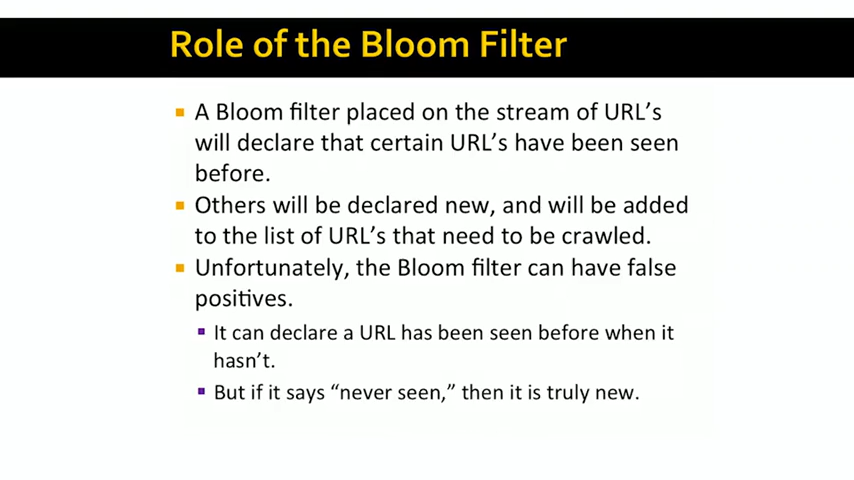 Role of the Bloom Filter
A Bloom filter placed on the stream of URL's
will declare that certain URL's have been seen
before.
Others will be declared new, and will be added
to the list of URL's that need to be crawled.
Unfortunately, the Bloom filter can have false
positives.
It can declare a URL has been seen before when it
hasn't.
But if it says “never seen,” then it is truly new.